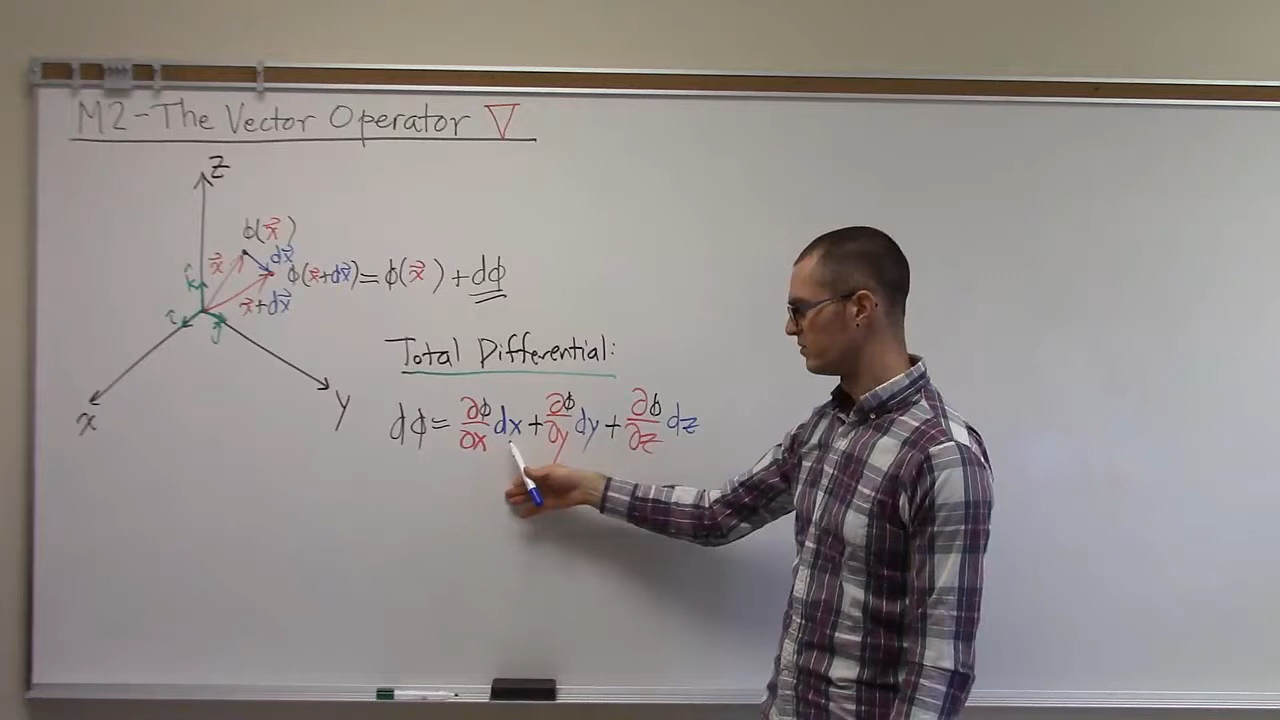 M2-The Vector Operator ∇
z
ϕ(x⃗)
x⃗ dx⃗
k̂ ϕ(x⃗+dx⃗)=ϕ(x⃗)+dϕ
x⃗+dx⃗
î ĵ
Total Differential:
x y
dϕ = ∂ϕ/∂x dx + ∂ϕ/∂y dy + ∂ϕ/∂z dz